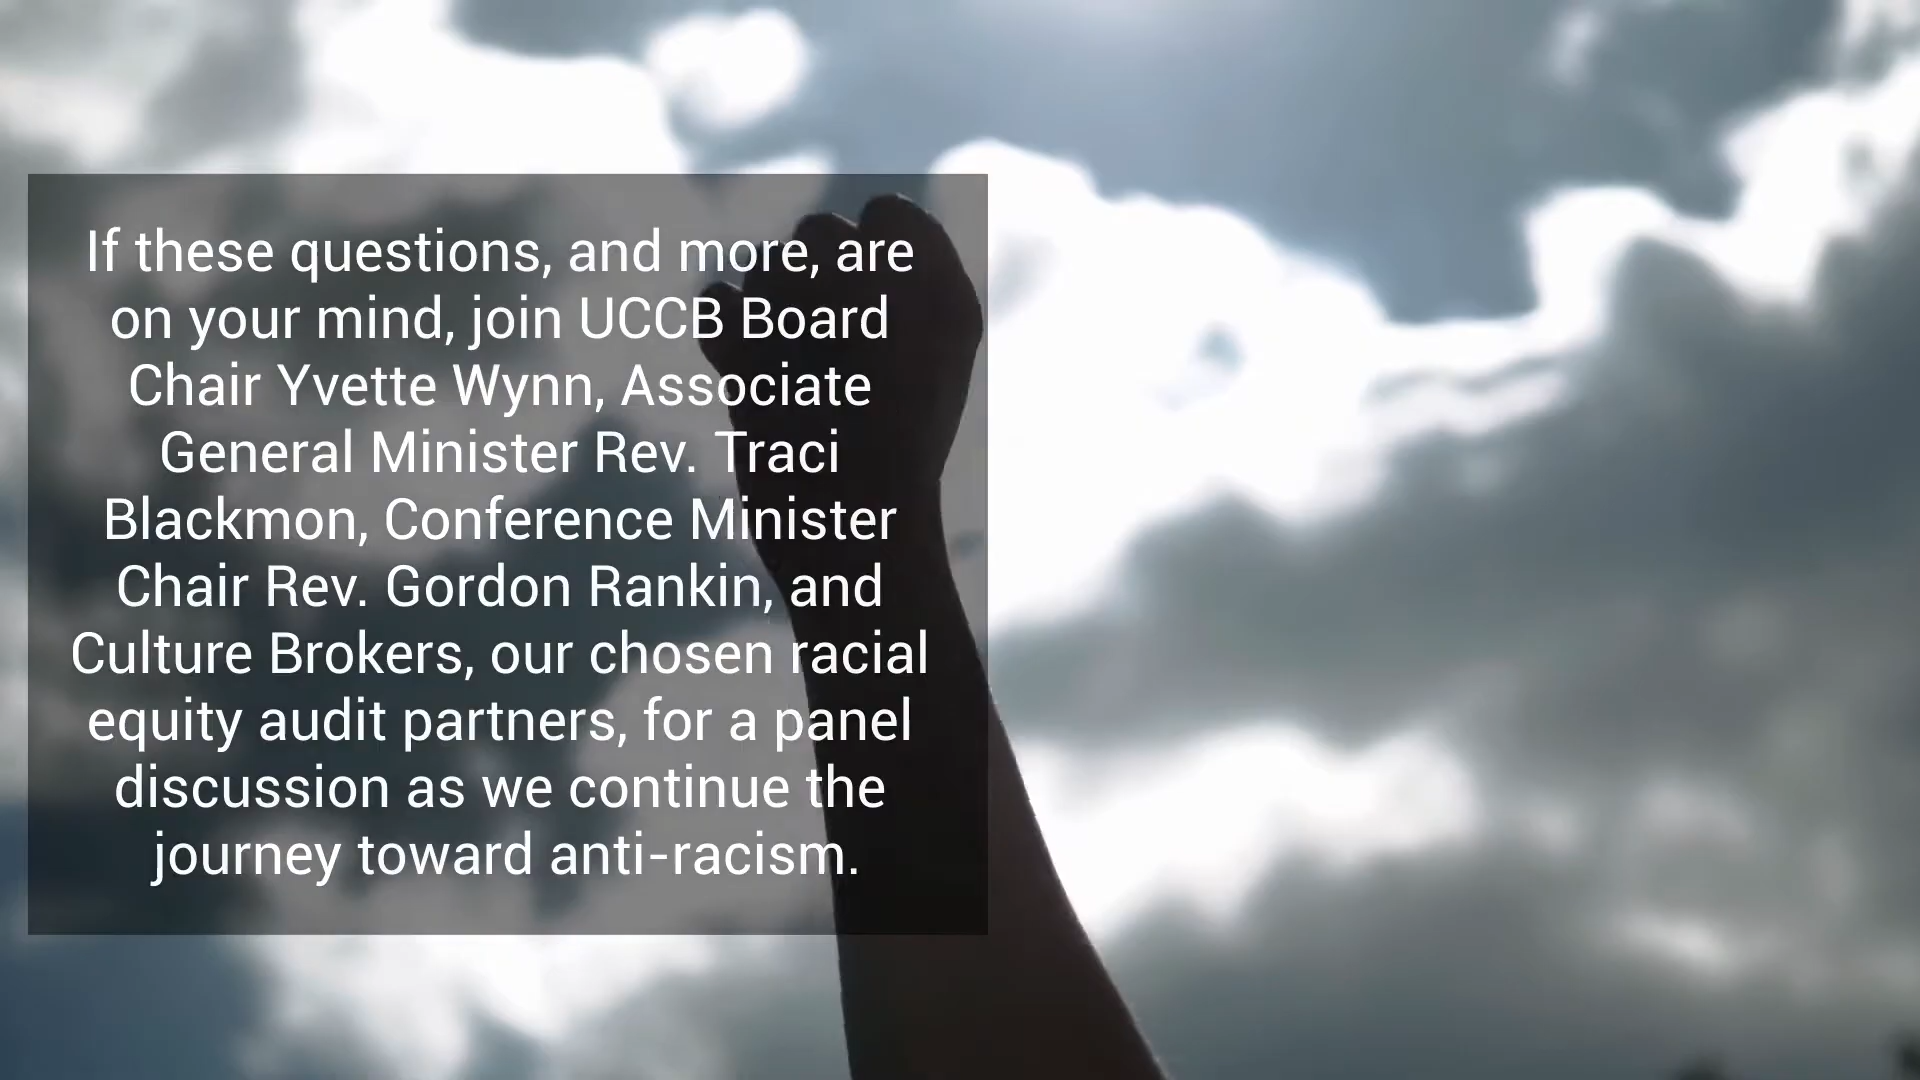 If these questions, and more, are
on your mind, join UCCB Board
Chair Yvette Wynn, Associate
General Minister Rev. Traci
Blackmon, Conference Minister
Chair Rev. Gordon Rankin, and
Culture Brokers, our chosen racial
equity audit partners, for a panel
discussion as we continue the
journey toward anti-racism.